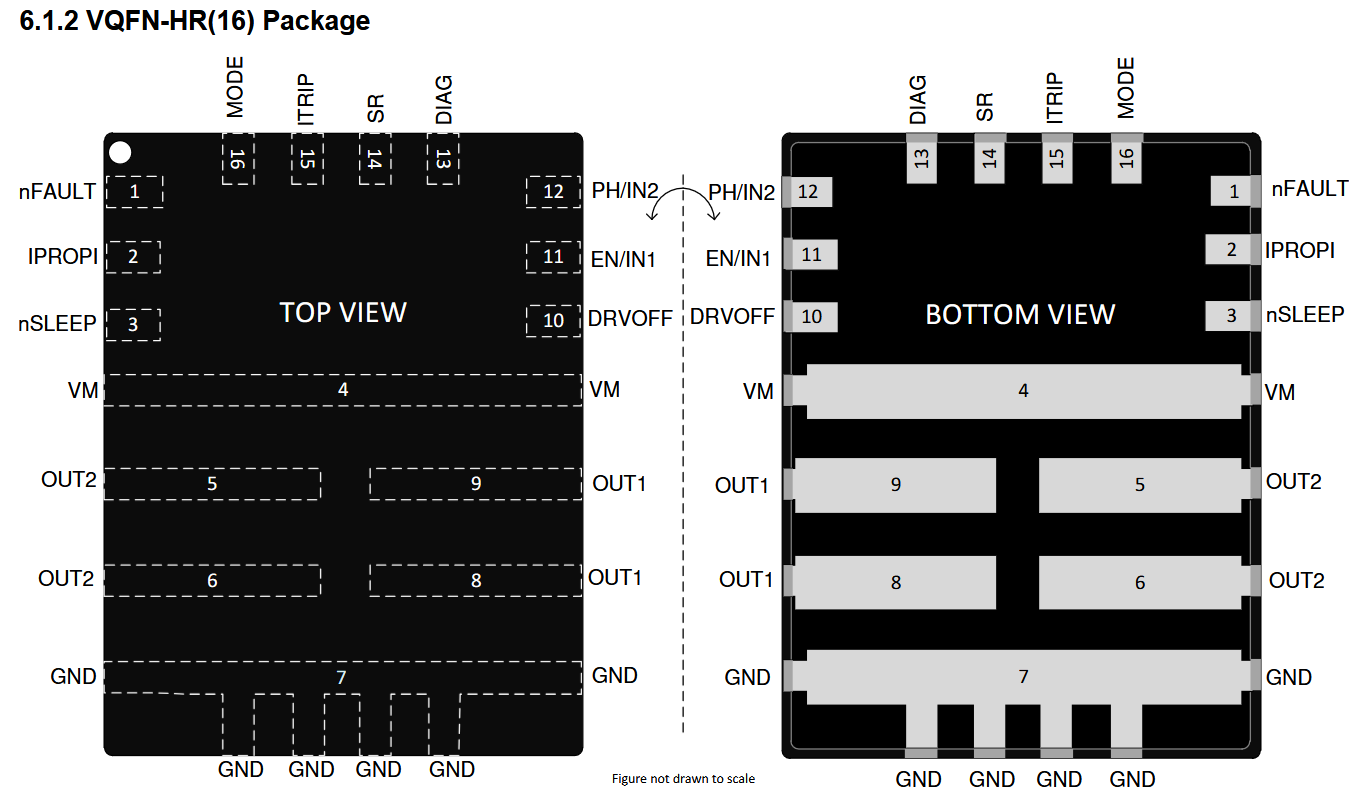 6.1.2 VQFN-HR(16) Package
MODE ITRIP SR DIAG
DIAG SR ITRIP MODE
16 15 14 13
13 14 15 16
nFAULT 1 12 PH/IN2
PH/IN2 12 1 nFAULT
IPROPI 2 11 EN/IN1
EN/IN1 11 2 IPROPI
nSLEEP 3 TOP VIEW 10 DRVOFF
DRVOFF 10 BOTTOM VIEW 3 nSLEEP
VM 4 VM
VM 4 VM
OUT2 5 9 OUT1
OUT1 9 5 OUT2
OUT2 6 8 OUT1
OUT1 8 6 OUT2
GND 7 GND
GND 7 GND
GND GND GND GND
GND GND GND GND
Figure not drawn to scale